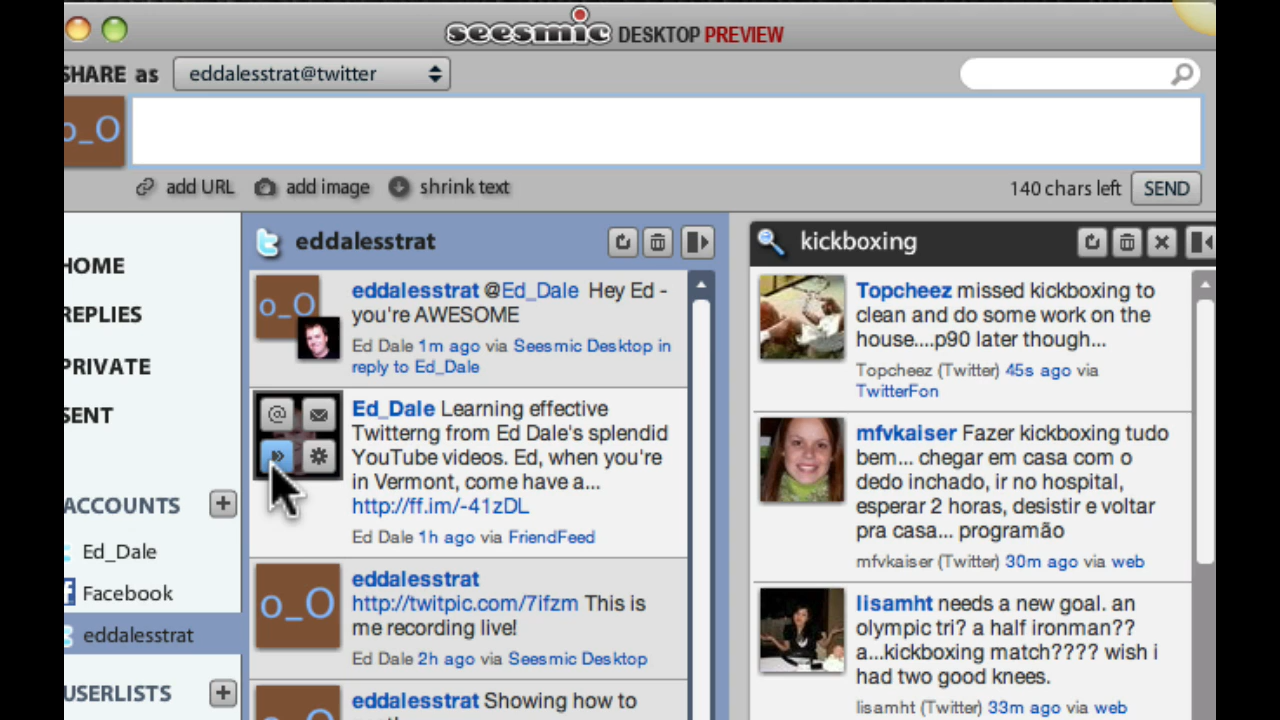 seesmic DESKTOP PREVIEW
SHARE as
eddalesstrat@twitter
o_O
add URL
add image
shrink text
140 chars left
SEND
HOME
REPLIES
PRIVATE
SENT
ACCOUNTS
Ed_Dale
Facebook
eddalesstrat
USERLISTS
eddalesstrat
o_O
eddalesstrat @Ed_Dale Hey Ed -
you're AWESOME
Ed Dale 1m ago via Seesmic Desktop in
reply to Ed_Dale
@
Ed_Dale Learning effective
Twitterng from Ed Dale's splendid
YouTube videos. Ed, when you're
in Vermont, come have a...
http://ff.im/-41zDL
Ed Dale 1h ago via FriendFeed
o_O
eddalesstrat
http://twitpic.com/7ifzm This is
me recording live!
Ed Dale 2h ago via Seesmic Desktop
eddalesstrat Showing how to
kickboxing
Topcheez missed kickboxing to
clean and do some work on the
house....p90 later though...
Topcheez (Twitter) 45s ago via
TwitterFon
mfvkaiser Fazer kickboxing tudo
bem... chegar em casa com o
dedo inchado, ir no hospital,
esperar 2 horas, desistir e voltar
pra casa... programão
mfvkaiser (Twitter) 30m ago via web
lisamht needs a new goal. an
olympic tri? a half ironman??
a...kickboxing match???? wish i
had two good knees.
lisamht (Twitter) 33m ago via web